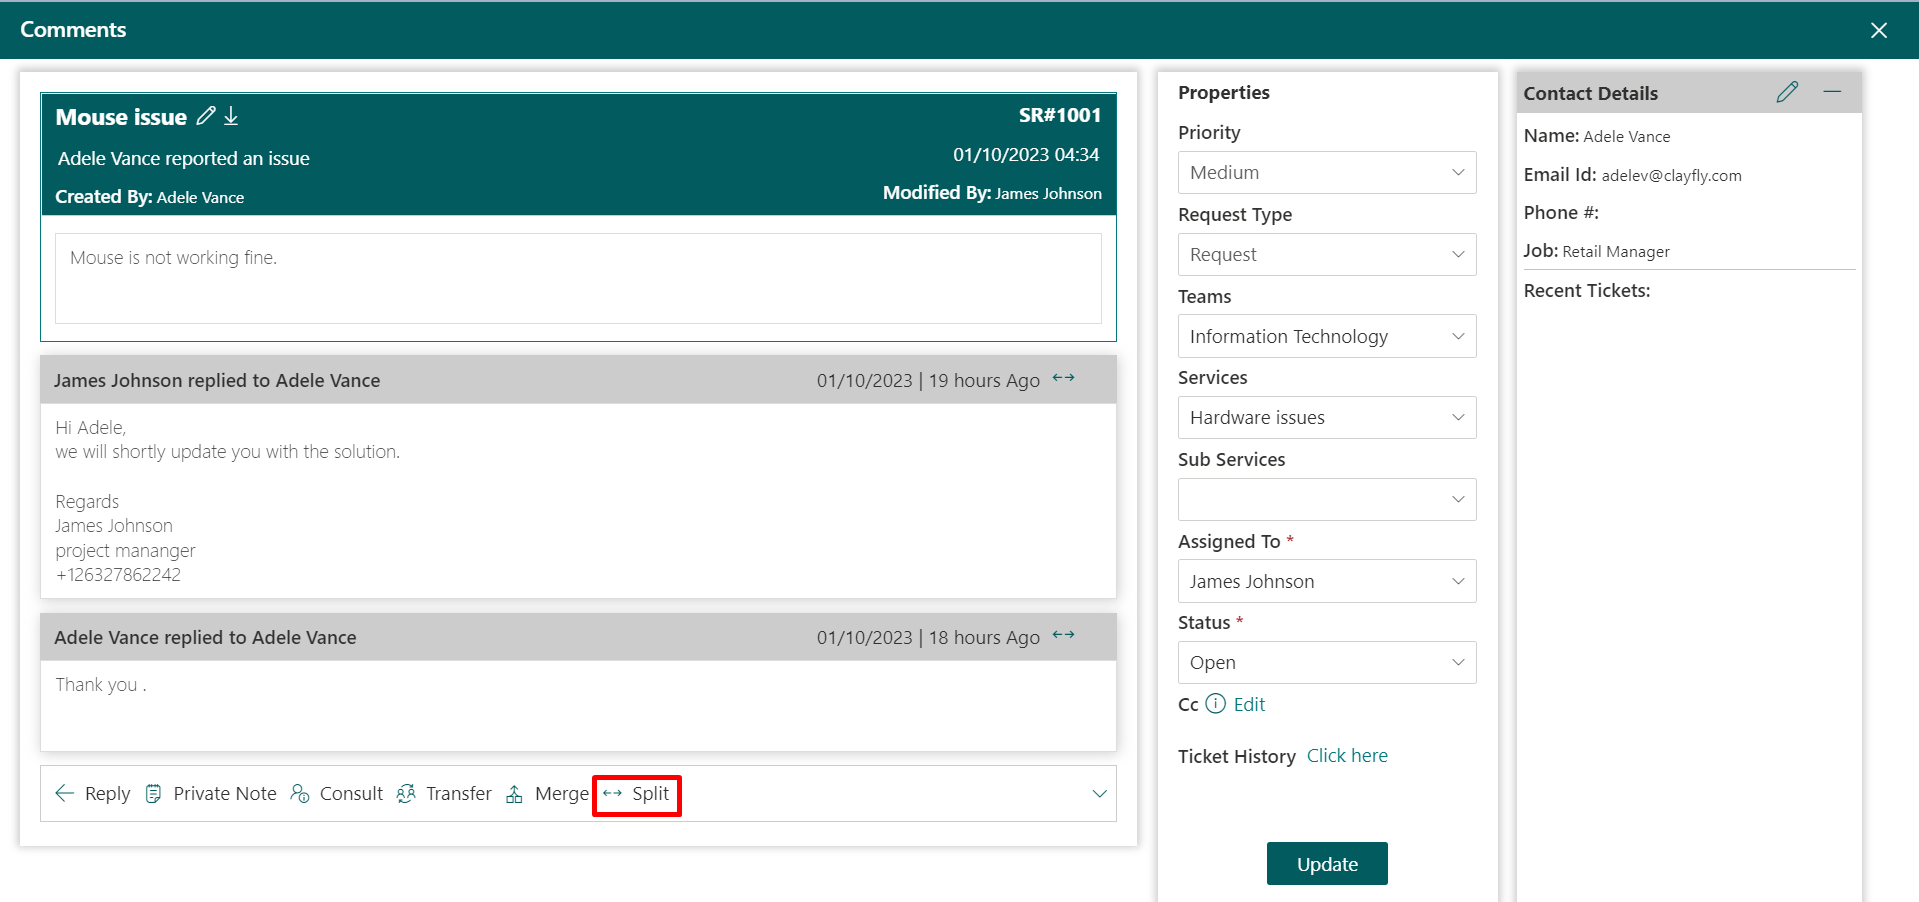 Comments
Mouse issue
SR#1001
Adele Vance reported an issue
01/10/2023 04:34
Created By: Adele Vance
Modified By: James Johnson
Mouse is not working fine.
James Johnson replied to Adele Vance
01/10/2023 | 19 hours Ago
Hi Adele,
we will shortly update you with the solution.
Regards
James Johnson
project mananger
+126327862242
Adele Vance replied to Adele Vance
01/10/2023 | 18 hours Ago
Thank you .
Reply Private Note Consult Transfer Merge Split
Properties
Priority
Medium
Request Type
Request
Teams
Information Technology
Services
Hardware issues
Sub Services
Assigned To *
James Johnson
Status *
Open
Cc Edit
Ticket History Click here
Update
Contact Details
Name: Adele Vance
Email Id: adelev@clayfly.com
Phone #:
Job: Retail Manager
Recent Tickets: